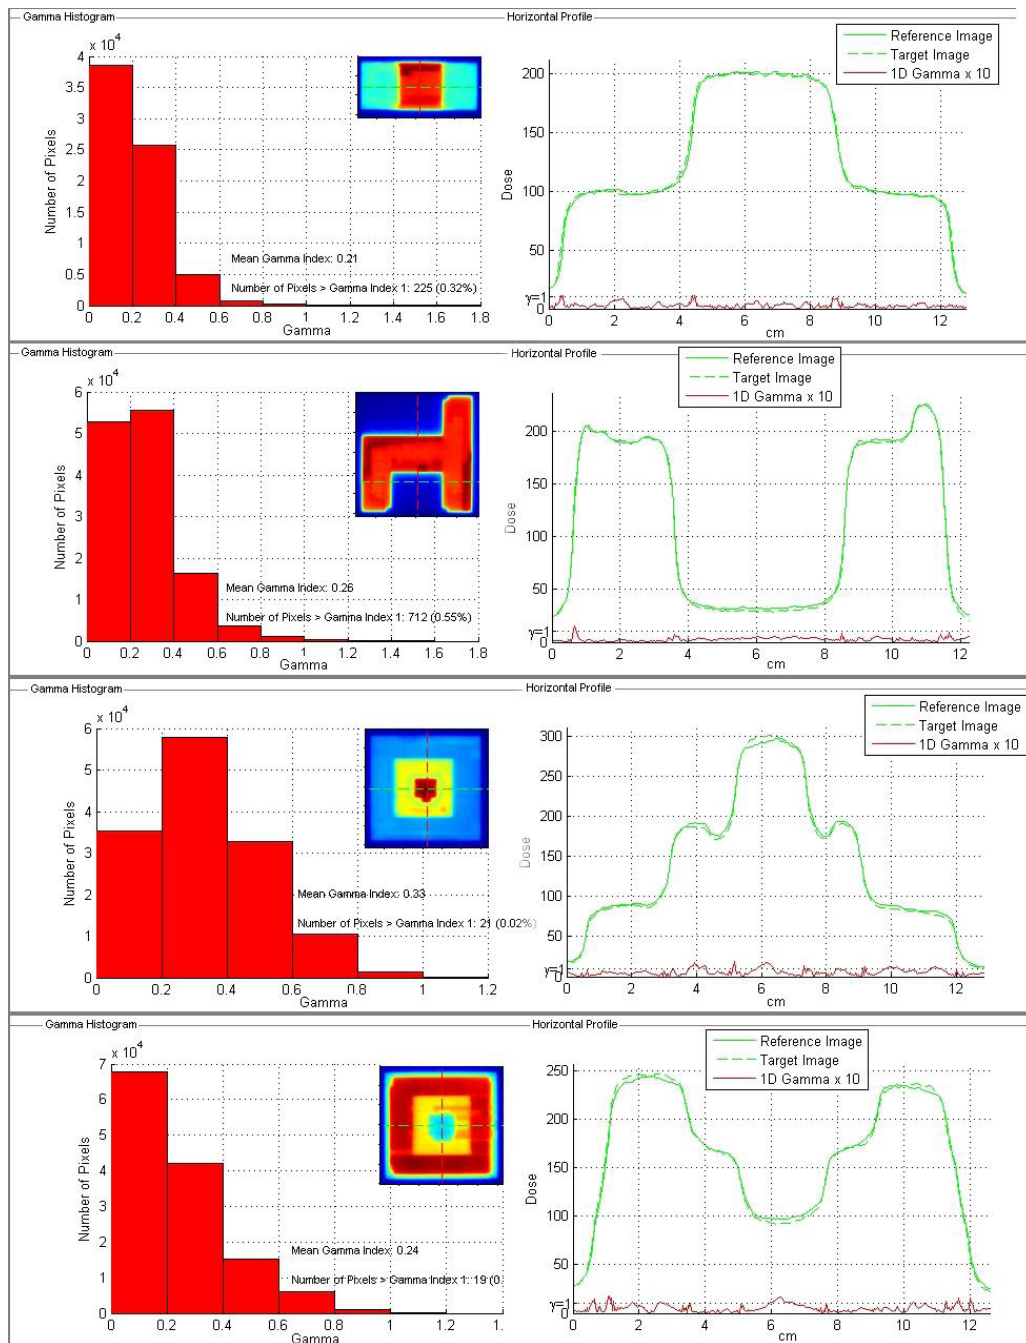 Gamma Histogram
x 10^4
4
3.5
3
2.5
2
1.5
1
0.5
0
Number of Pixels
Mean Gamma Index: 0.21
Number of Pixels > Gamma Index 1: 225 (0.32%)
0 0.2 0.4 0.6 0.8 1 1.2 1.4 1.6 1.8
Gamma
Horizontal Profile
Reference Image
Target Image
1D Gamma x 10
200
150
100
50
γ=1
0
Dose
0 2 4 6 8 10 12
cm
Gamma Histogram
x 10^4
6
5
4
3
2
1
0
Number of Pixels
Mean Gamma Index: 0.26
Number of Pixels > Gamma Index 1: 712 (0.55%)
0 0.2 0.4 0.6 0.8 1 1.2 1.4 1.6 1.8
Gamma
Horizontal Profile
Reference Image
Target Image
1D Gamma x 10
200
150
100
50
γ=1
0
Dose
0 2 4 6 8 10 12
cm
Gamma Histogram
x 10^4
6
5
4
3
2
1
0
Number of Pixels
Mean Gamma Index: 0.33
Number of Pixels > Gamma Index 1: 21 (0.02%)
0 0.2 0.4 0.6 0.8 1 1.2
Gamma
Horizontal Profile
Reference Image
Target Image
1D Gamma x 10
300
250
200
150
100
50
γ=1
0
Dose
0 2 4 6 8 10 12
cm
Gamma Histogram
x 10^4
7
6
5
4
3
2
1
0
Number of Pixels
Mean Gamma Index: 0.24
Number of Pixels > Gamma Index 1: 19 (0.
0 0.2 0.4 0.6 0.8 1 1.2 1.4 1.
Gamma
Horizontal Profile
Reference Image
Target Image
1D Gamma x 10
250
200
150
100
50
γ=1
0
Dose
0 2 4 6 8 10 12
cm